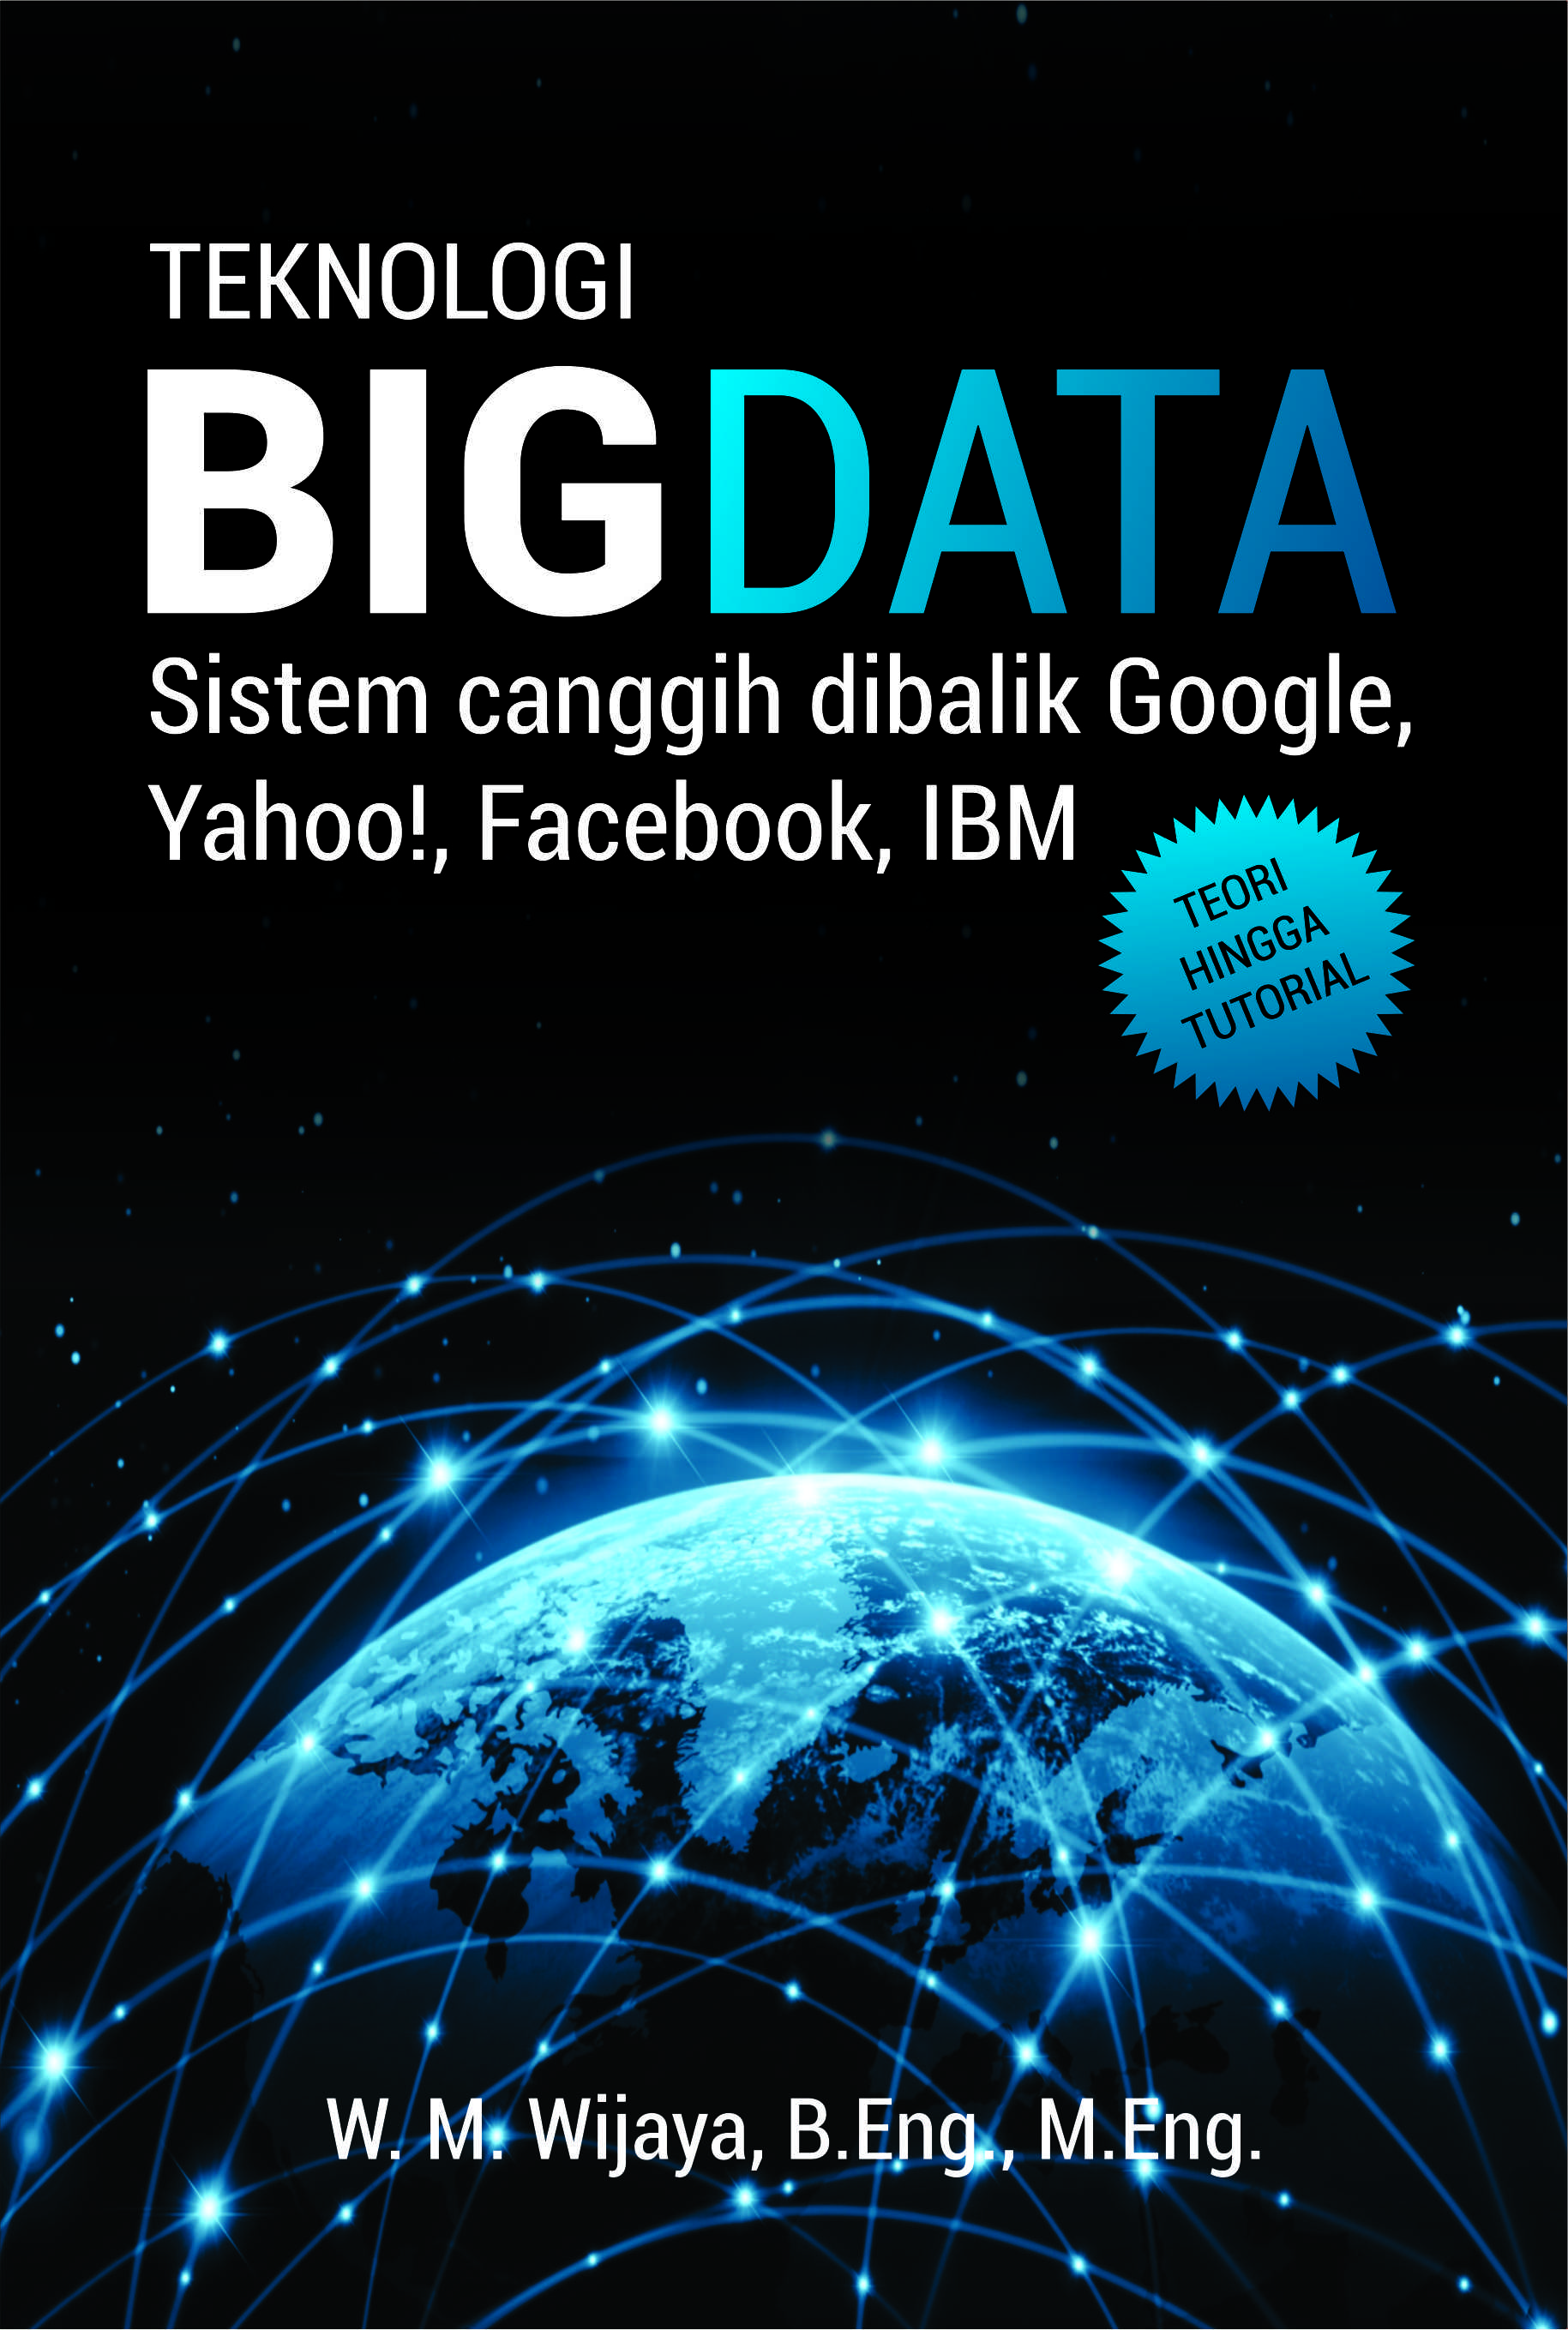 TEKNOLOGI
BIGDATA
Sistem canggih dibalik Google,
Yahoo!, Facebook, IBM
TEORI
HINGGA
TUTORIAL
W. M. Wijaya, B.Eng., M.Eng.